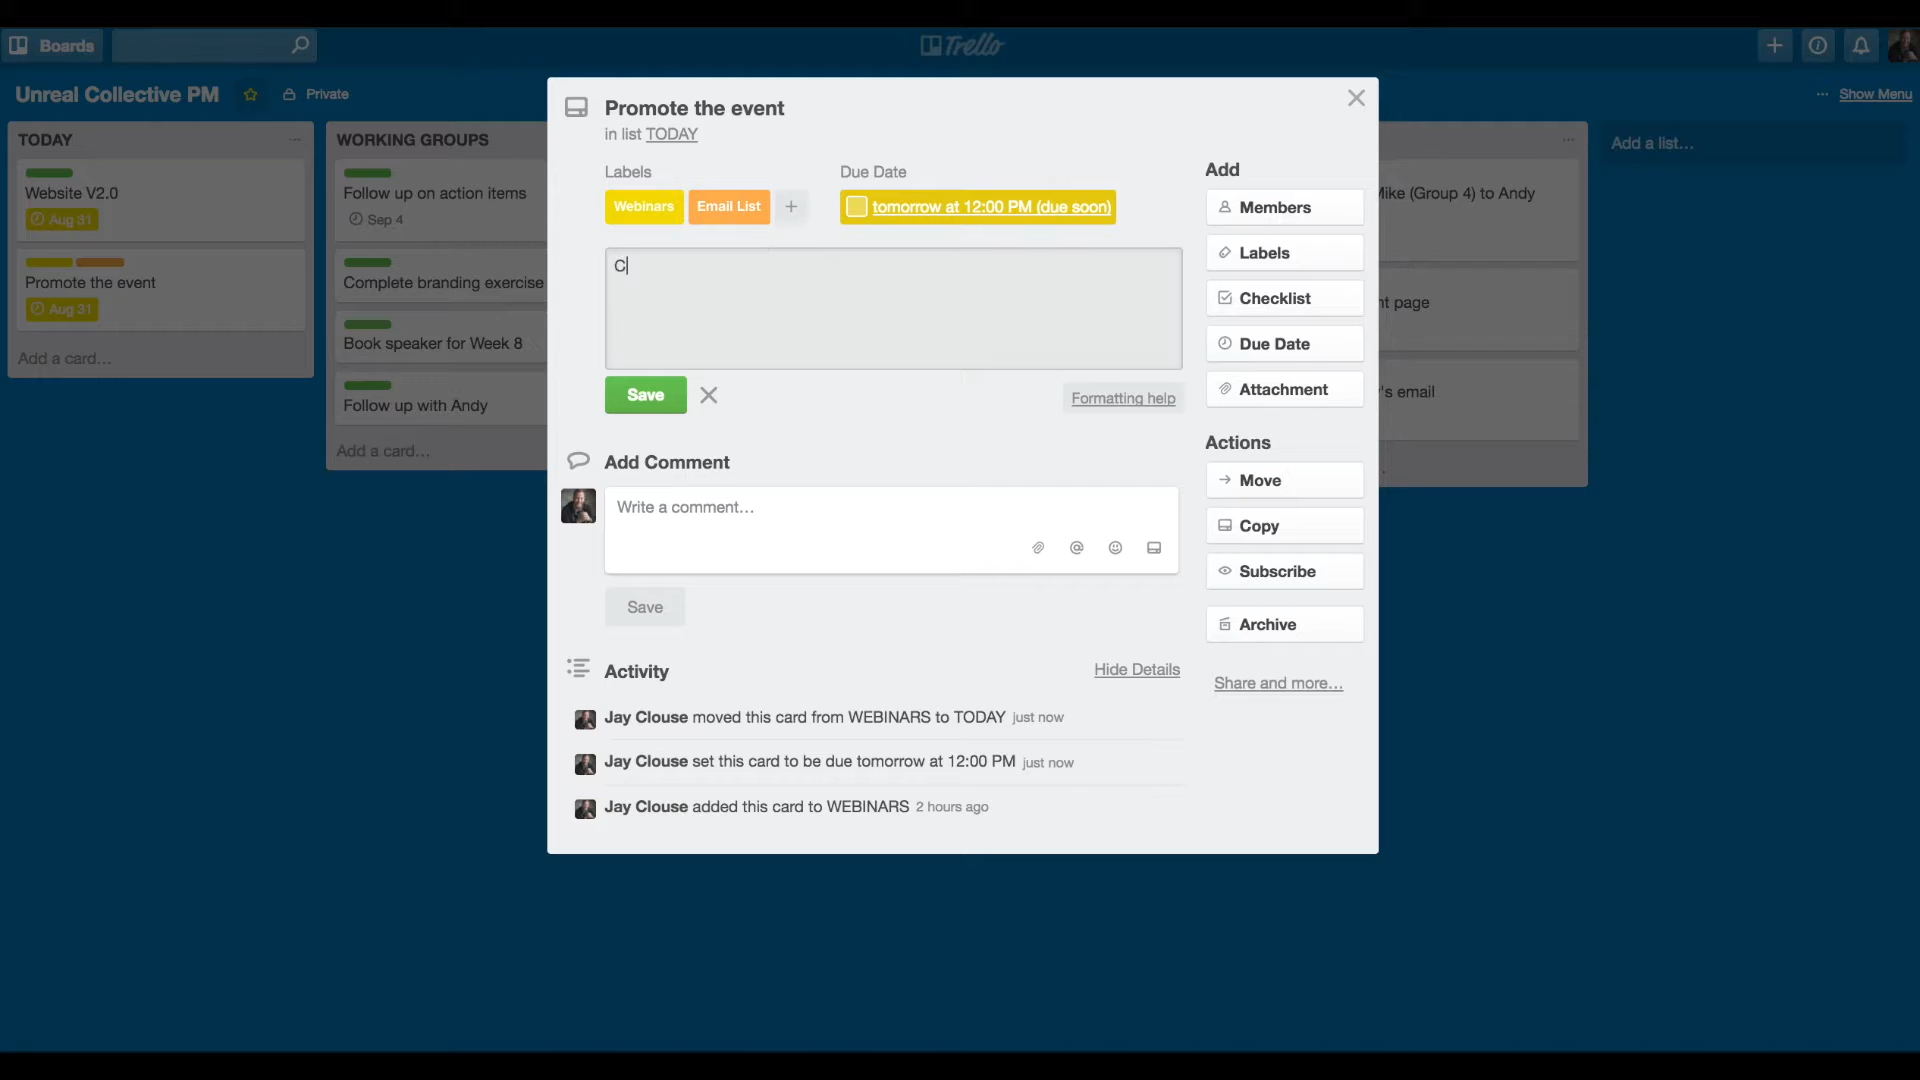 Boards
Trello
Unreal Collective PM
Private
... Show Menu
TODAY
Website V2.0
Aug 31
Promote the event
Aug 31
Add a card...
WORKING GROUPS
Follow up on action items
Sep 4
Complete branding exercise
Book speaker for Week 8
Follow up with Andy
Add a card...
Promote the event
in list TODAY
Labels
Webinars
Email List
+
Due Date
tomorrow at 12:00 PM (due soon)
C
Save
Formatting help
Add Comment
Write a comment...
@
Save
Activity
Hide Details
Jay Clouse moved this card from WEBINARS to TODAY just now
Jay Clouse set this card to be due tomorrow at 12:00 PM just now
Jay Clouse added this card to WEBINARS 2 hours ago
Add
Members
Labels
Checklist
Due Date
Attachment
Actions
Move
Copy
Subscribe
Archive
Share and more...
Mike (Group 4) to Andy
page
's email
Add a list...